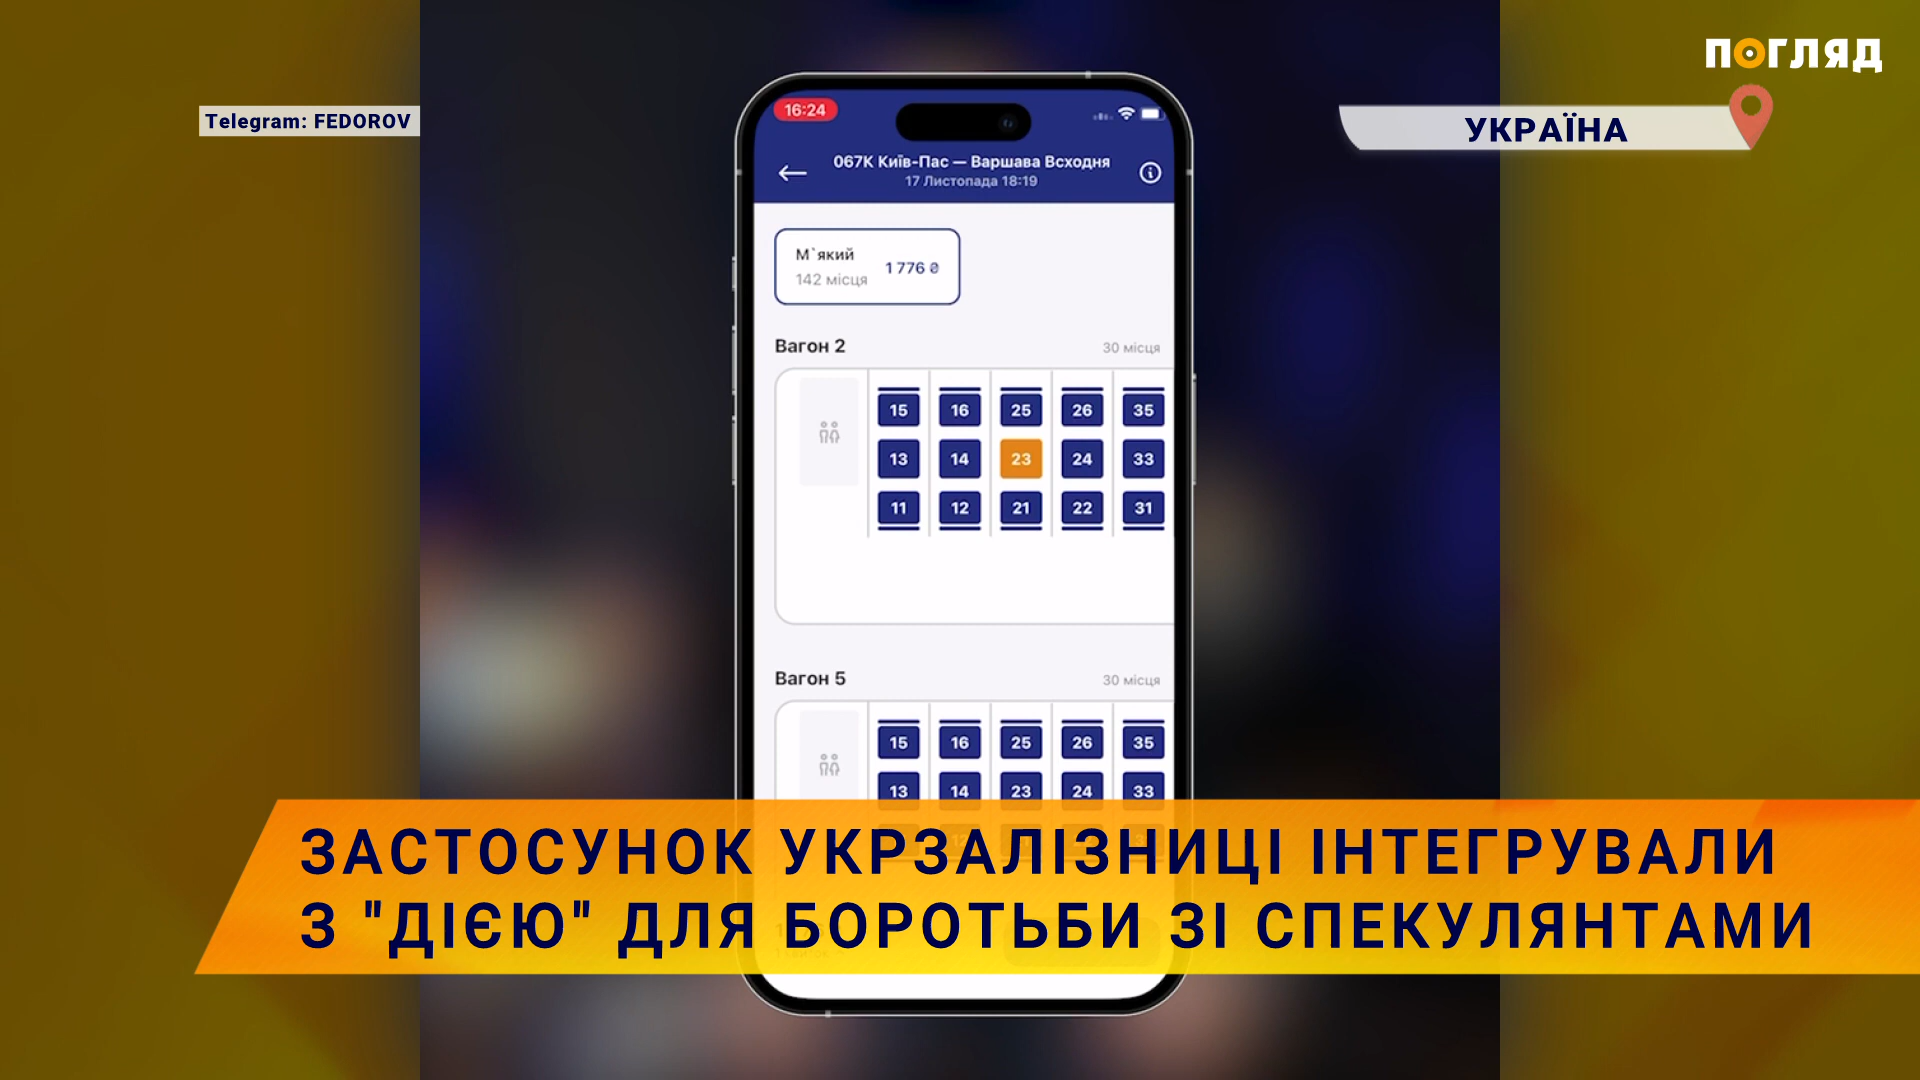 ПОГЛЯД
Telegram: FEDOROV
УКРАЇНА
16:24
067К Київ-Пас — Варшава Всходня
17 Листопада 18:19
М`який
142 місця
1 776 ₴
Вагон 2
30 місця
15 16 25 26 35
13 14 23 24 33
11 12 21 22 31
Вагон 5
30 місця
15 16 25 26 35
13 14 23 24 33
ЗАСТОСУНОК УКРЗАЛІЗНИЦІ ІНТЕГРУВАЛИ
З "ДІЄЮ" ДЛЯ БОРОТЬБИ ЗІ СПЕКУЛЯНТАМИ